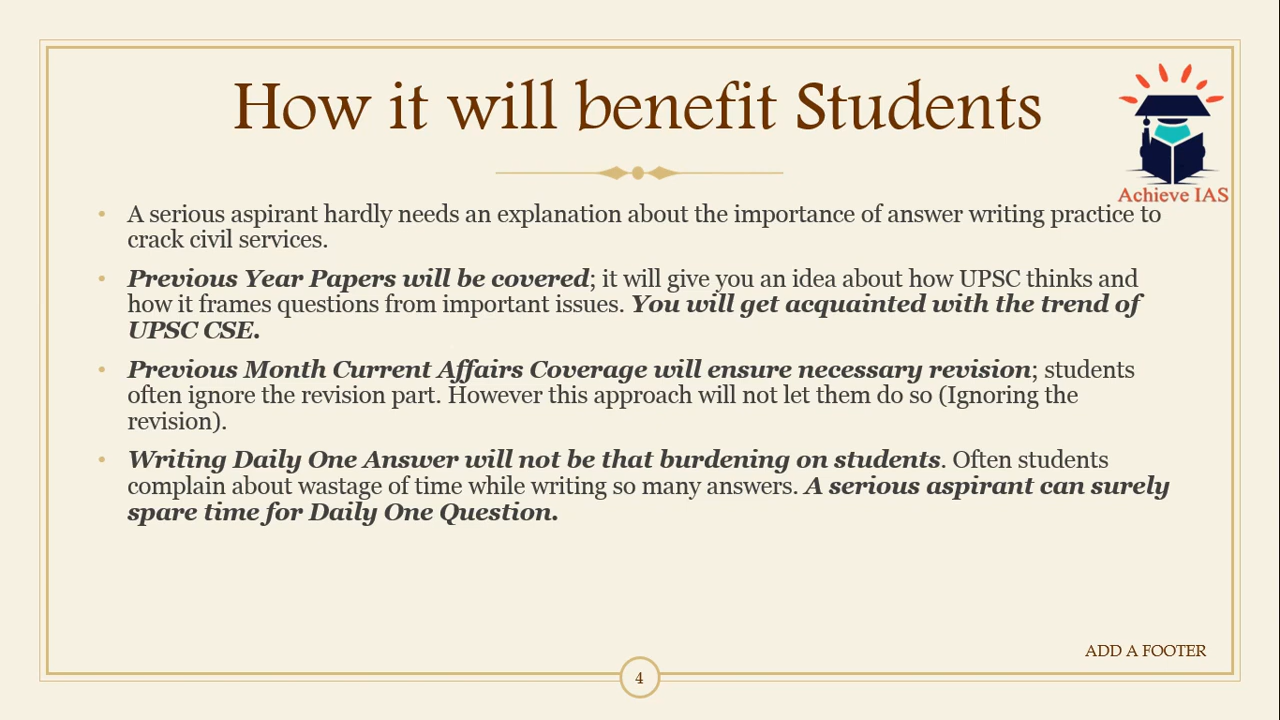 How it will benefit Students
Achieve IAS
• A serious aspirant hardly needs an explanation about the importance of answer writing practice to
crack civil services.
• Previous Year Papers will be covered; it will give you an idea about how UPSC thinks and
how it frames questions from important issues. You will get acquainted with the trend of
UPSC CSE.
• Previous Month Current Affairs Coverage will ensure necessary revision; students
often ignore the revision part. However this approach will not let them do so (Ignoring the
revision).
• Writing Daily One Answer will not be that burdening on students. Often students
complain about wastage of time while writing so many answers. A serious aspirant can surely
spare time for Daily One Question.
ADD A FOOTER
4